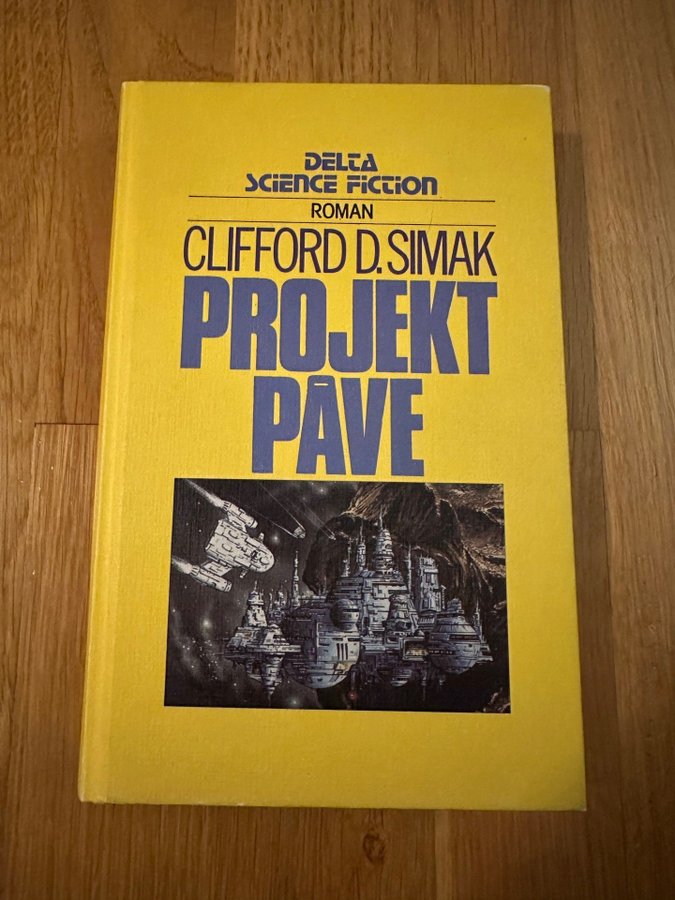 DELTA
SCIENCE FICTION
ROMAN
CLIFFORD D. SIMAK
PROJEKT
PÅVE